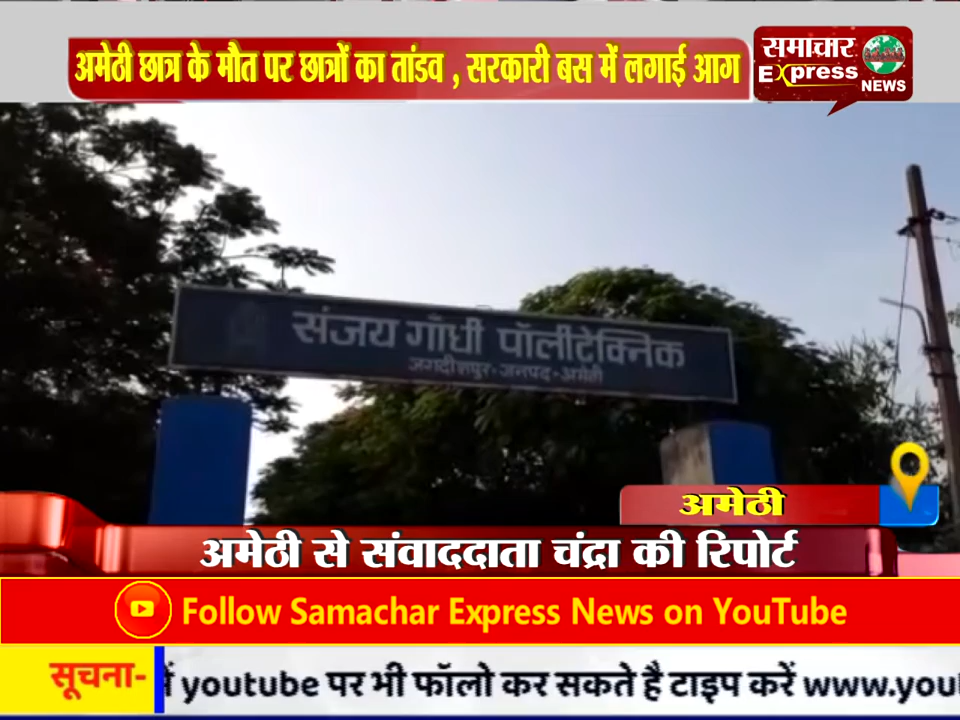 अमेठी छात्र के मौत पर छात्रों का तांडव , सरकारी बस में लगाई आग
समाचार
Express
NEWS
संजय गाँधी पॉलीटेक्निक
जगदीशपुर-जनपद-अमेठी
अमेठी
अमेठी से संवाददाता चंद्रा की रिपोर्ट
Follow Samachar Express News on YouTube
सूचना- में youtube पर भी फॉलो कर सकते है टाइप करें www.you